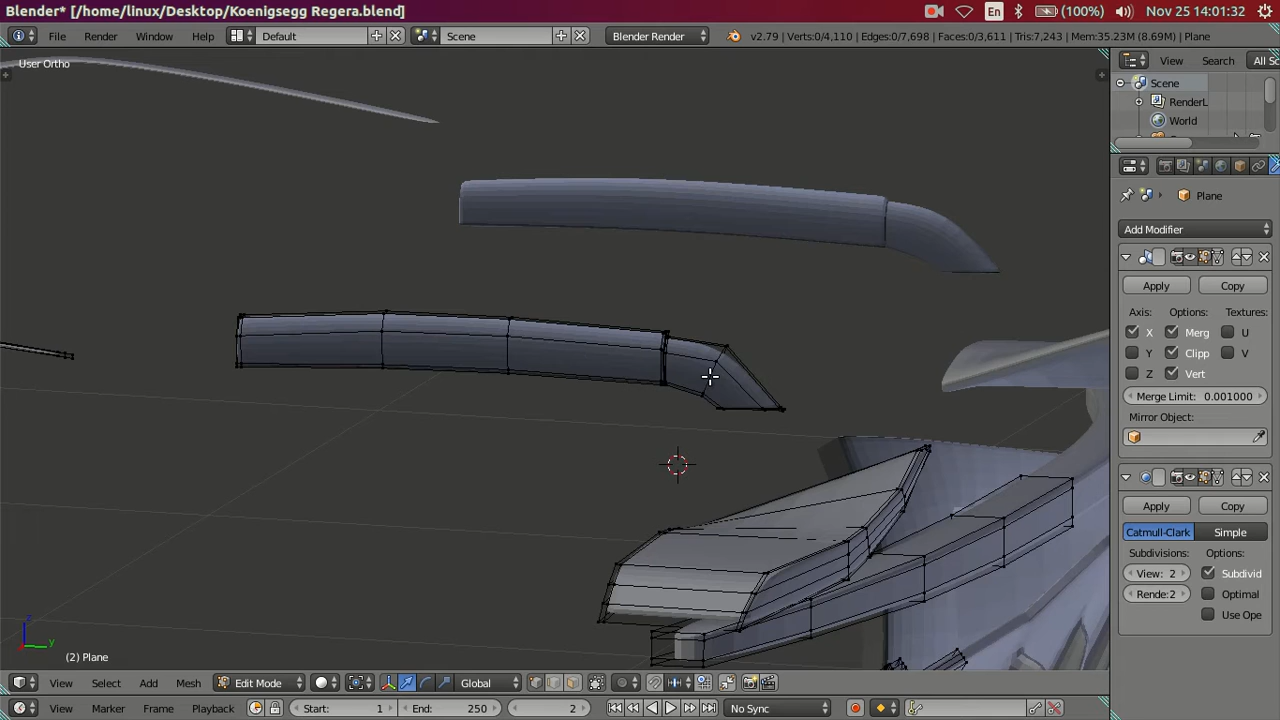 Blender* [/home/linux/Desktop/Koenigsegg Regera.blend]
En (100%) Nov 25 14:01:32
File Render Window Help Default Scene Blender Render v2.79 | Verts:0/4,110 | Edges:0/7,698 | Faces:0/3,611 | Tris:7,243 | Mem:35.23M (8.69M) | Plane
User Ortho
View Search All Sc
Scene
RenderL
World
Plane
Add Modifier
Apply Copy
Axis: Options: Textures:
X Merg U
Y Clipp V
Z Vert
Merge Limit: 0.001000
Mirror Object:
Apply Copy
Catmull-Clark Simple
Subdivisions: Options:
View: 2 Subdivid
Rende:2 Optimal
Use Ope
z
y
(2) Plane
View Select Add Mesh Edit Mode Global
View Marker Frame Playback Start: 1 End: 250 2 No Sync